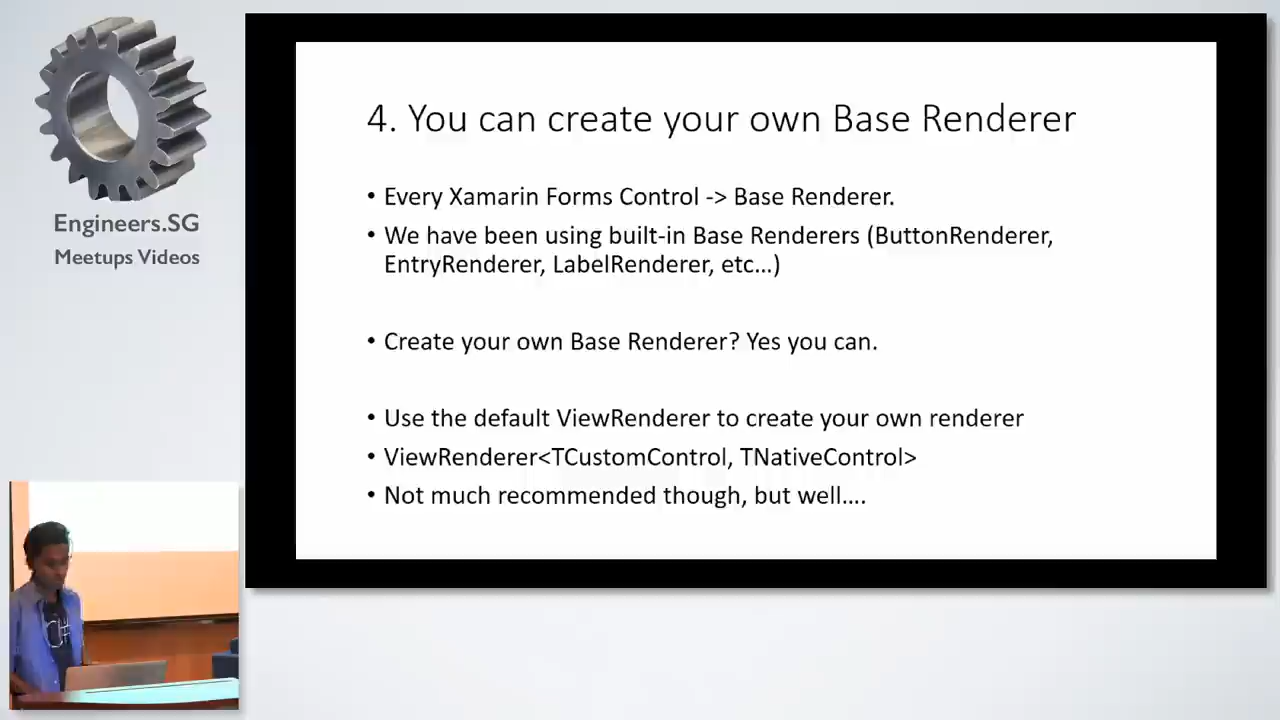 Engineers.SG
Meetups Videos
4. You can create your own Base Renderer
• Every Xamarin Forms Control -> Base Renderer.
• We have been using built-in Base Renderers (ButtonRenderer,
EntryRenderer, LabelRenderer, etc...)
• Create your own Base Renderer? Yes you can.
• Use the default ViewRenderer to create your own renderer
• ViewRenderer<TCustomControl, TNativeControl>
• Not much recommended though, but well....